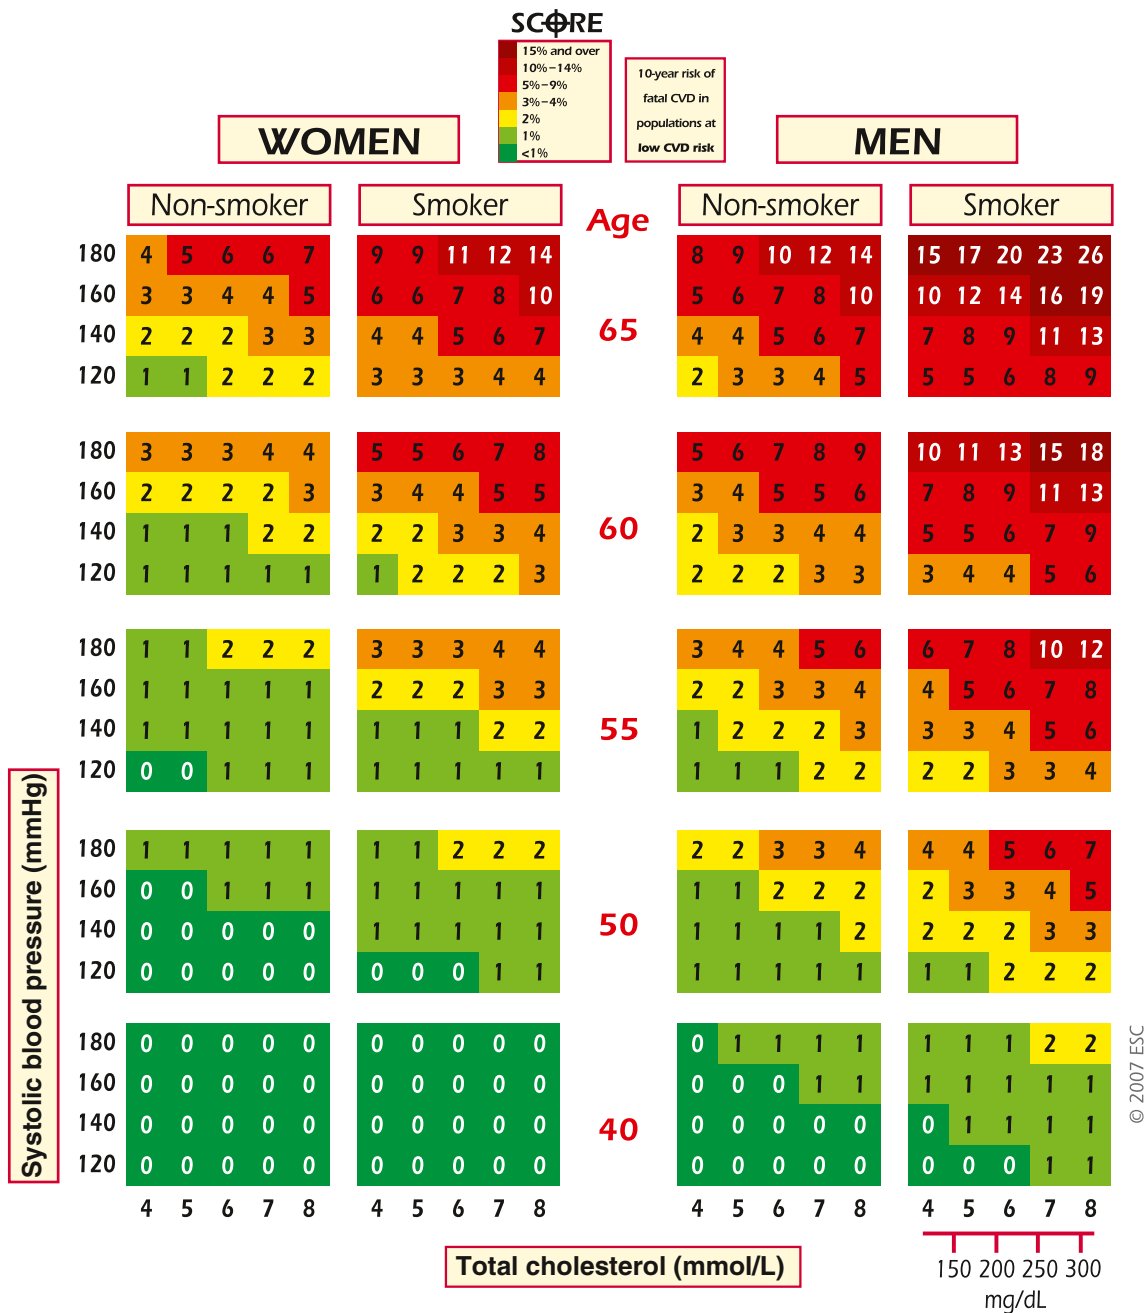 SCORE
15% and over
10%–14%
5%–9%
3%–4%
2%
1%
<1%
10-year risk of
fatal CVD in
populations at
low CVD risk
WOMEN MEN
Non-smoker Smoker Age Non-smoker Smoker
180 4 5 6 6 7 9 9 11 12 14 8 9 10 12 14 15 17 20 23 26
160 3 3 4 4 5 6 6 7 8 10 5 6 7 8 10 10 12 14 16 19
65
140 2 2 2 3 3 4 4 5 6 7 4 4 5 6 7 7 8 9 11 13
120 1 1 2 2 2 3 3 3 4 4 2 3 3 4 5 5 5 6 8 9
180 3 3 3 4 4 5 5 6 7 8 5 6 7 8 9 10 11 13 15 18
160 2 2 2 2 3 3 4 4 5 5 3 4 5 5 6 7 8 9 11 13
60
140 1 1 1 2 2 2 2 3 3 4 2 3 3 4 4 5 5 6 7 9
120 1 1 1 1 1 1 2 2 2 3 2 2 2 3 3 3 4 4 5 6
180 1 1 2 2 2 3 3 3 4 4 3 4 4 5 6 6 7 8 10 12
160 1 1 1 1 1 2 2 2 3 3 2 2 3 3 4 4 5 6 7 8
55
140 1 1 1 1 1 1 1 1 2 2 1 2 2 2 3 3 3 4 5 6
120 0 0 1 1 1 1 1 1 1 1 1 1 1 2 2 2 2 3 3 4
180 1 1 1 1 1 1 1 2 2 2 2 2 3 3 4 4 4 5 6 7
160 0 0 1 1 1 1 1 1 1 1 1 1 2 2 2 2 3 3 4 5
50
140 0 0 0 0 0 1 1 1 1 1 1 1 1 1 2 2 2 2 3 3
120 0 0 0 0 0 0 0 0 1 1 1 1 1 1 1 1 1 2 2 2
180 0 0 0 0 0 0 0 0 0 0 0 1 1 1 1 1 1 1 2 2
160 0 0 0 0 0 0 0 0 0 0 0 0 0 1 1 1 1 1 1 1
40
140 0 0 0 0 0 0 0 0 0 0 0 0 0 0 0 0 1 1 1 1
120 0 0 0 0 0 0 0 0 0 0 0 0 0 0 0 0 0 0 1 1
4 5 6 7 8 4 5 6 7 8 4 5 6 7 8 4 5 6 7 8
Systolic blood pressure (mmHg)
Total cholesterol (mmol/L)
150 200 250 300
mg/dL
© 2007 ESC